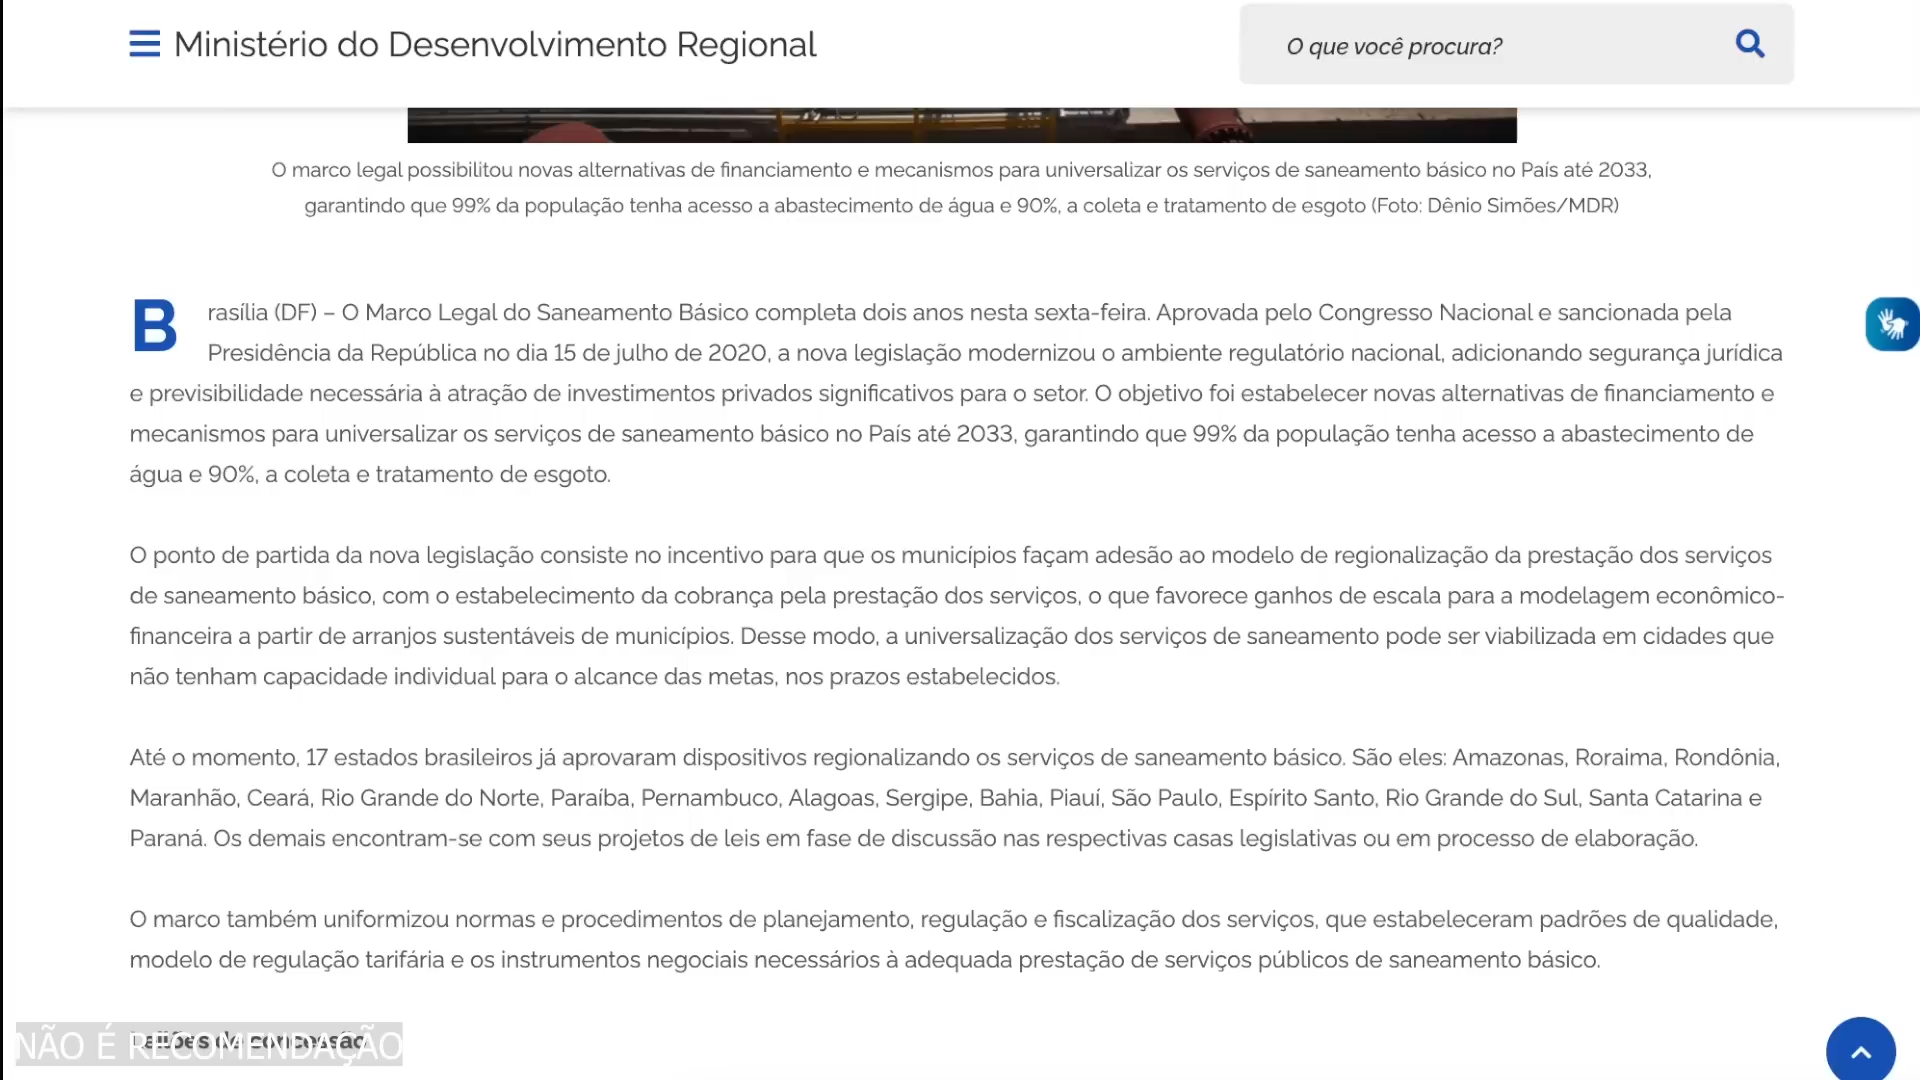 Ministério do Desenvolvimento Regional
O que você procura?
O marco legal possibilitou novas alternativas de financiamento e mecanismos para universalizar os serviços de saneamento básico no País até 2033,
garantindo que 99% da população tenha acesso a abastecimento de água e 90%, a coleta e tratamento de esgoto (Foto: Dênio Simões/MDR)
Brasília (DF) – O Marco Legal do Saneamento Básico completa dois anos nesta sexta-feira. Aprovada pelo Congresso Nacional e sancionada pela
Presidência da República no dia 15 de julho de 2020, a nova legislação modernizou o ambiente regulatório nacional, adicionando segurança jurídica
e previsibilidade necessária à atração de investimentos privados significativos para o setor. O objetivo foi estabelecer novas alternativas de financiamento e
mecanismos para universalizar os serviços de saneamento básico no País até 2033, garantindo que 99% da população tenha acesso a abastecimento de
água e 90%, a coleta e tratamento de esgoto.
O ponto de partida da nova legislação consiste no incentivo para que os municípios façam adesão ao modelo de regionalização da prestação dos serviços
de saneamento básico, com o estabelecimento da cobrança pela prestação dos serviços, o que favorece ganhos de escala para a modelagem econômico-
financeira a partir de arranjos sustentáveis de municípios. Desse modo, a universalização dos serviços de saneamento pode ser viabilizada em cidades que
não tenham capacidade individual para o alcance das metas, nos prazos estabelecidos.
Até o momento, 17 estados brasileiros já aprovaram dispositivos regionalizando os serviços de saneamento básico. São eles: Amazonas, Roraima, Rondônia,
Maranhão, Ceará, Rio Grande do Norte, Paraíba, Pernambuco, Alagoas, Sergipe, Bahia, Piauí, São Paulo, Espírito Santo, Rio Grande do Sul, Santa Catarina e
Paraná. Os demais encontram-se com seus projetos de leis em fase de discussão nas respectivas casas legislativas ou em processo de elaboração.
O marco também uniformizou normas e procedimentos de planejamento, regulação e fiscalização dos serviços, que estabeleceram padrões de qualidade,
modelo de regulação tarifária e os instrumentos negociais necessários à adequada prestação de serviços públicos de saneamento básico.
Leilões de concessão
NÃO É RECOMENDAÇÃO